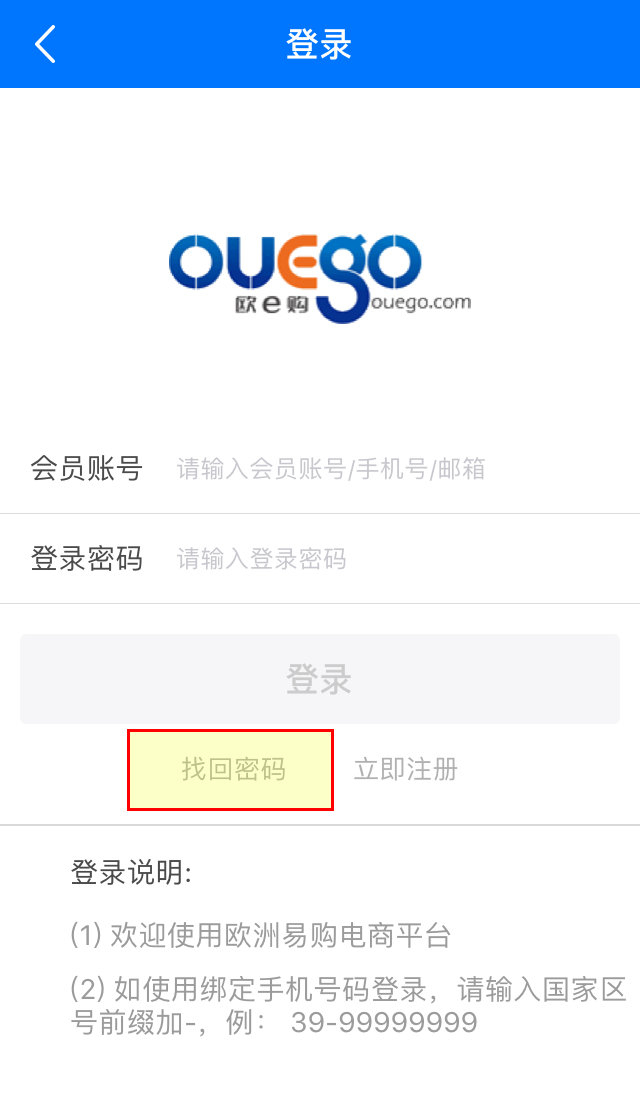 登录
ouego
欧e购 ouego.com
会员账号 请输入会员账号/手机号/邮箱
登录密码 请输入登录密码
登录
找回密码 立即注册
登录说明:
(1) 欢迎使用欧洲易购电商平台
(2) 如使用绑定手机号码登录，请输入国家区
号前缀加-，例： 39-99999999